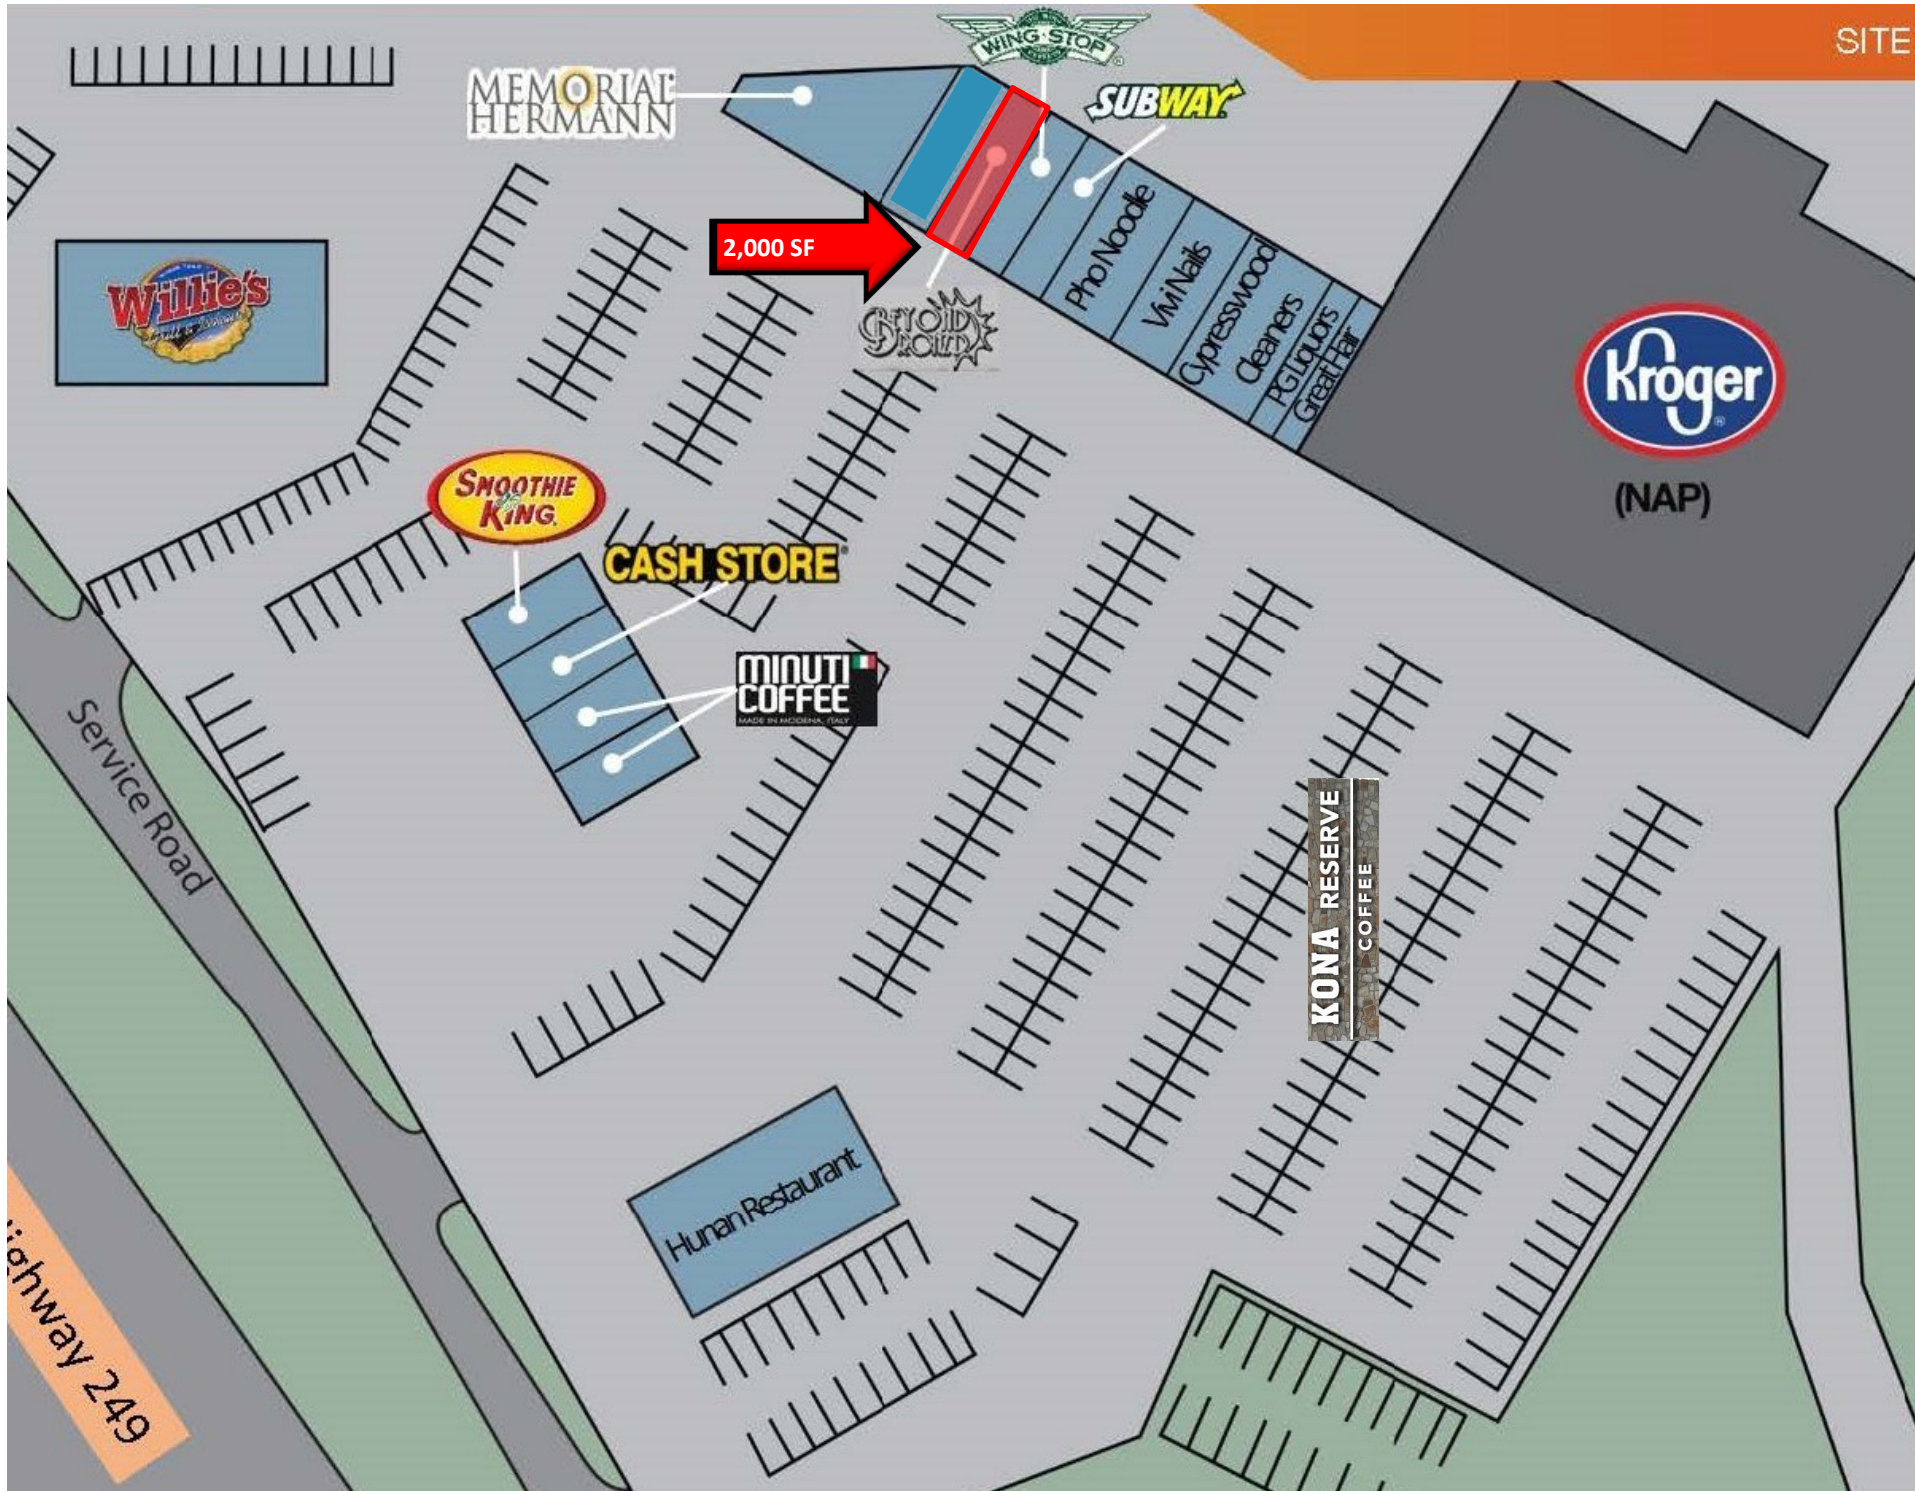 SITE
WING·STOP
MEMORIAL
HERMANN
SUBWAY
2,000 SF
Willie's
BEYOND
BROILED
Pho Noodle
Vivi Nails
Cypresswood
Cleaners
PG Liquors
Great Hair
Kroger
(NAP)
SMOOTHIE
KING
CASH STORE
MINUTI
COFFEE
MADE IN MODENA, ITALY
Service Road
KONA RESERVE
COFFEE
Hunan Restaurant
ighway 249